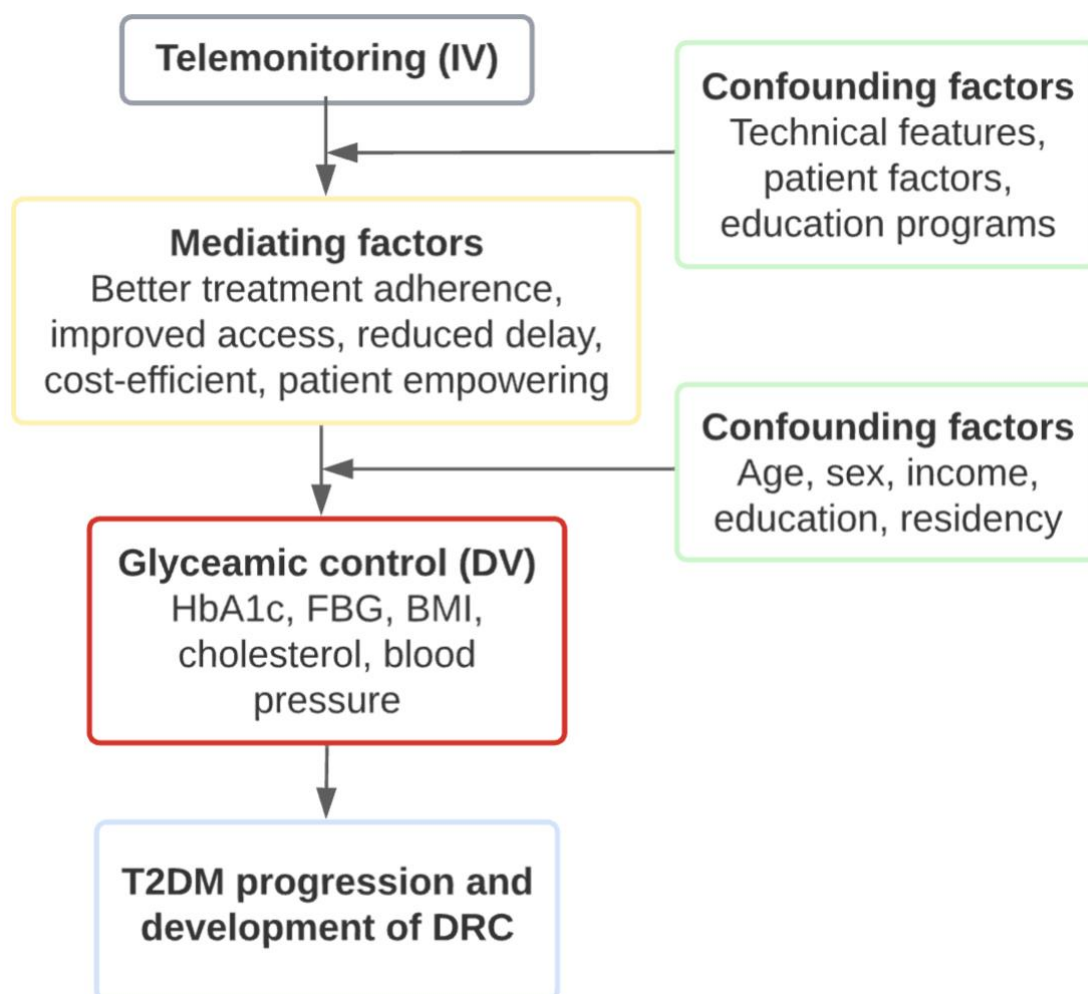 Telemonitoring (IV)
Confounding factors
Technical features,
patient factors,
education programs
Mediating factors
Better treatment adherence,
improved access, reduced delay,
cost-efficient, patient empowering
Confounding factors
Age, sex, income,
education, residency
Glyceamic control (DV)
HbA1c, FBG, BMI,
cholesterol, blood
pressure
T2DM progression and
development of DRC